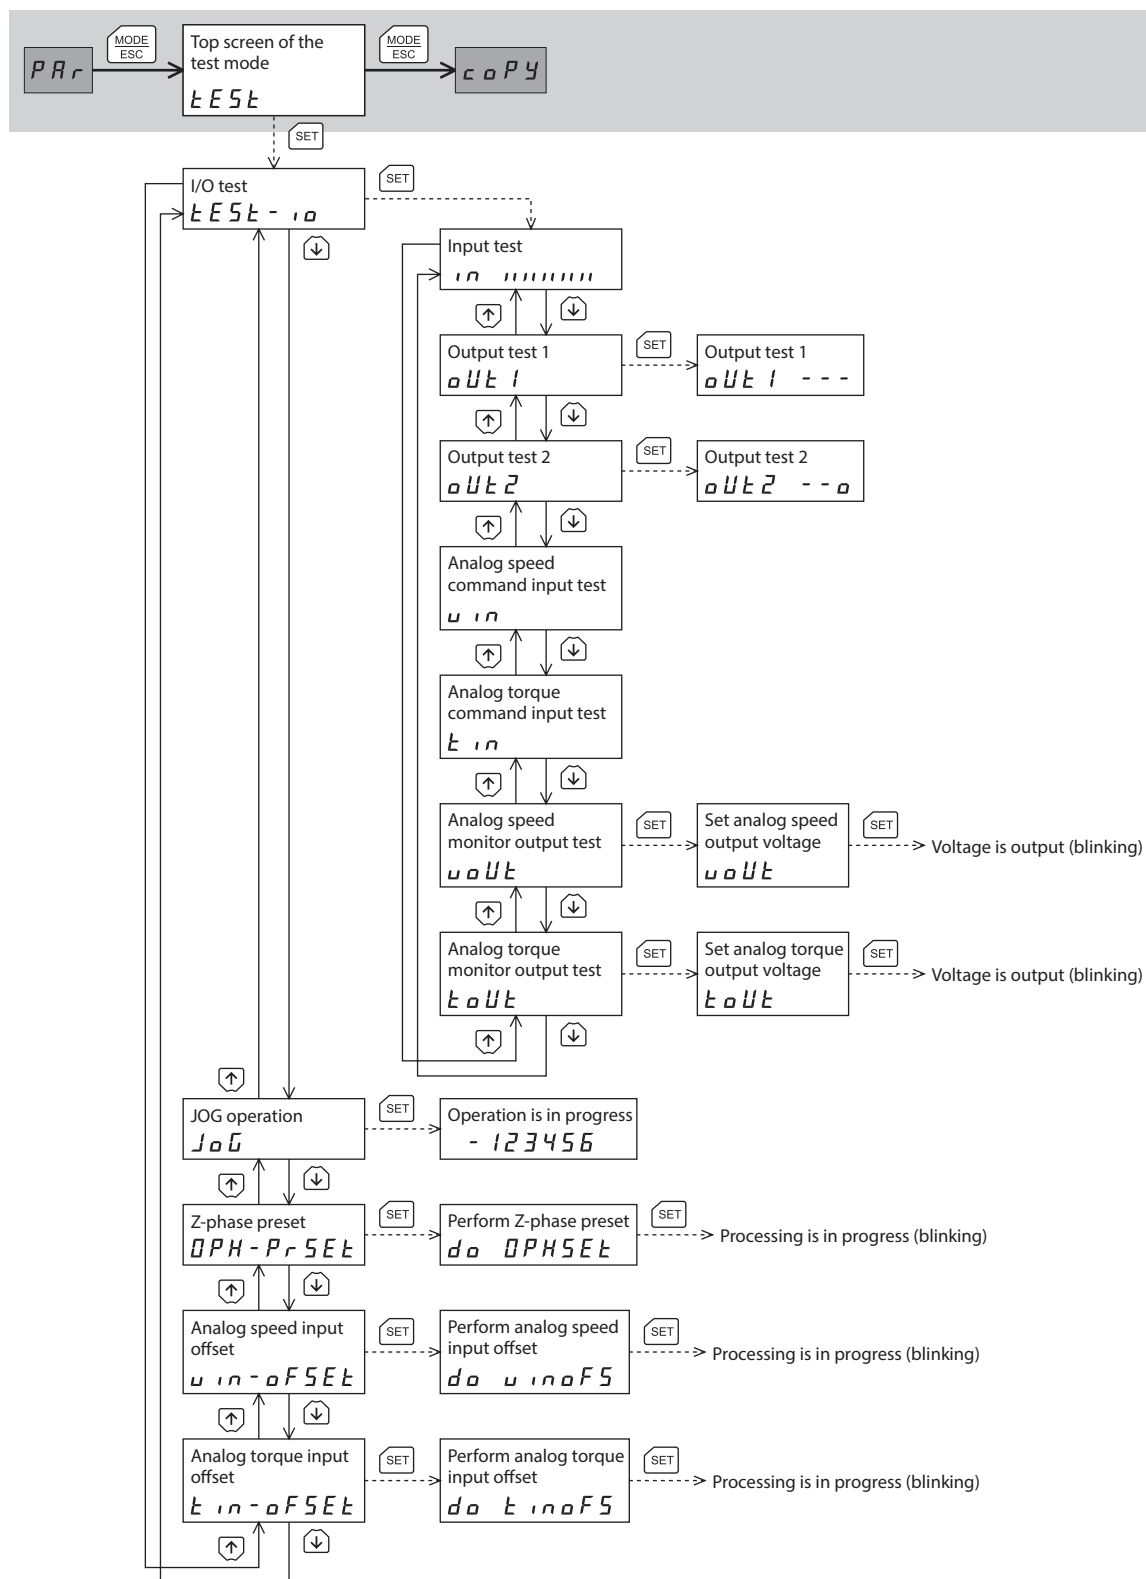 PAr
MODE
ESC
Top screen of the
test mode
tESt
MODE
ESC
coPY
SET
I/O test
tESt-io
SET
Input test
in
Output test 1
oUt1
SET
Output test 1
oUt1 ---
Output test 2
oUt2
SET
Output test 2
oUt2 --o
Analog speed
command input test
vin
Analog torque
command input test
tin
Analog speed
monitor output test
voUt
SET
Set analog speed
output voltage
voUt
SET
Voltage is output (blinking)
Analog torque
monitor output test
toUt
SET
Set analog torque
output voltage
toUt
SET
Voltage is output (blinking)
JOG operation
JoG
SET
Operation is in progress
-123456
Z-phase preset
0PH-PrSEt
SET
Perform Z-phase preset
do 0PHSEt
SET
Processing is in progress (blinking)
Analog speed input
offset
vin-oFSEt
SET
Perform analog speed
input offset
do vinoFS
SET
Processing is in progress (blinking)
Analog torque input
offset
tin-oFSEt
SET
Perform analog torque
input offset
do tinoFS
SET
Processing is in progress (blinking)